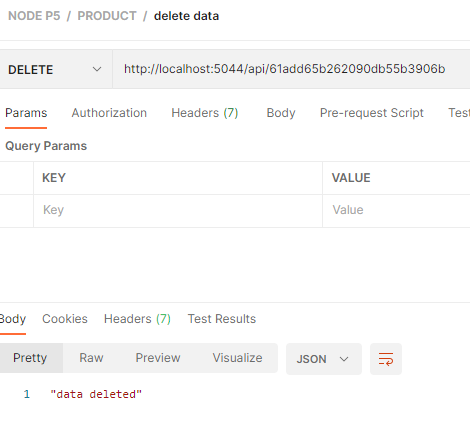 NODE P5 / PRODUCT / delete data
DELETE http://localhost:5044/api/61add65b262090db55b3906b
Params Authorization Headers (7) Body Pre-request Script Test
Query Params
KEY VALUE
Key Value
Body Cookies Headers (7) Test Results
Pretty Raw Preview Visualize JSON
1 "data deleted"